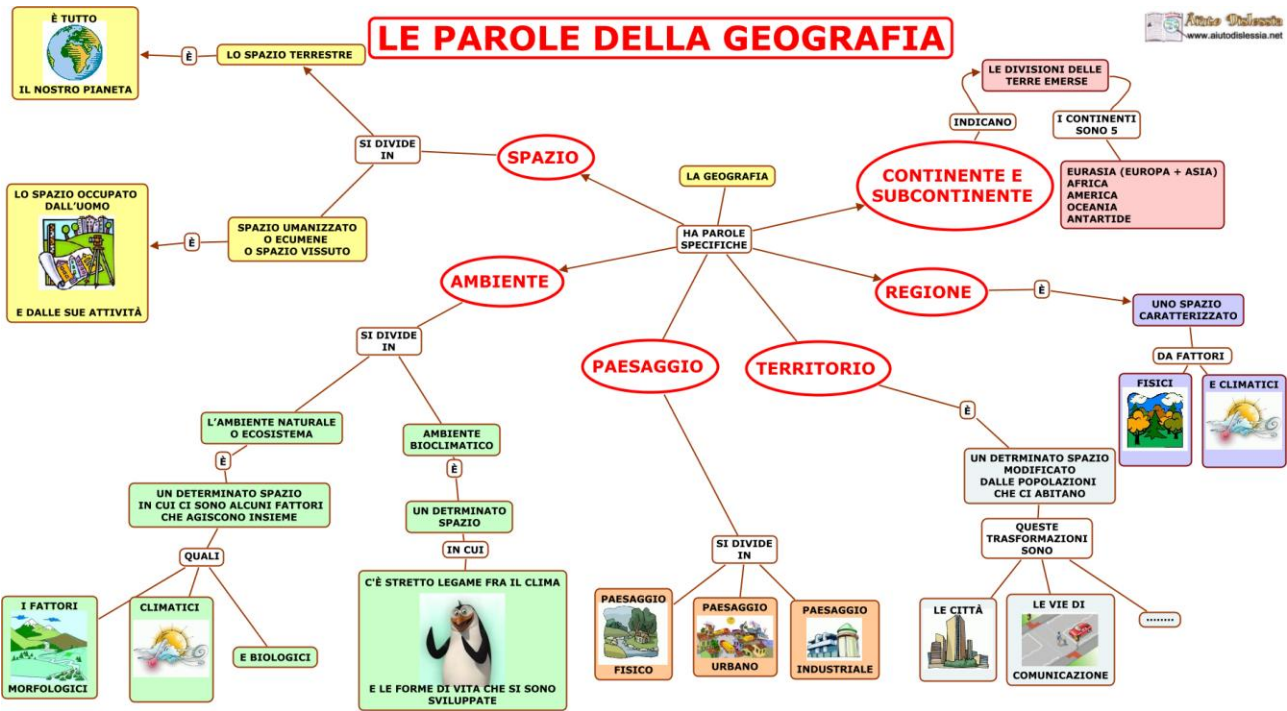 LE PAROLE DELLA GEOGRAFIA
Aiuto Dislessia
www.aiutodislessia.net
È TUTTO
IL NOSTRO PIANETA
È
LO SPAZIO TERRESTRE
SI DIVIDE
IN
SPAZIO
LO SPAZIO OCCUPATO
DALL'UOMO
E DALLE SUE ATTIVITÀ
È
SPAZIO UMANIZZATO
O ECUMENE
O SPAZIO VISSUTO
LA GEOGRAFIA
HA PAROLE
SPECIFICHE
CONTINENTE E
SUBCONTINENTE
INDICANO
LE DIVISIONI DELLE
TERRE EMERSE
I CONTINENTI
SONO 5
EURASIA (EUROPA + ASIA)
AFRICA
AMERICA
OCEANIA
ANTARTIDE
AMBIENTE
SI DIVIDE
IN
L'AMBIENTE NATURALE
O ECOSISTEMA
È
UN DETERMINATO SPAZIO
IN CUI CI SONO ALCUNI FATTORI
CHE AGISCONO INSIEME
QUALI
I FATTORI
MORFOLOGICI
CLIMATICI
E BIOLOGICI
AMBIENTE
BIOCLIMATICO
È
UN DETRMINATO
SPAZIO
IN CUI
C'È STRETTO LEGAME FRA IL CLIMA
E LE FORME DI VITA CHE SI SONO
SVILUPPATE
PAESAGGIO
SI DIVIDE
IN
PAESAGGIO
FISICO
PAESAGGIO
URBANO
PAESAGGIO
INDUSTRIALE
TERRITORIO
È
UN DETRMINATO SPAZIO
MODIFICATO
DALLE POPOLAZIONI
CHE CI ABITANO
QUESTE
TRASFORMAZIONI
SONO
LE CITTÀ
LE VIE DI
COMUNICAZIONE
........
REGIONE
È
UNO SPAZIO
CARATTERIZZATO
DA FATTORI
FISICI
E CLIMATICI